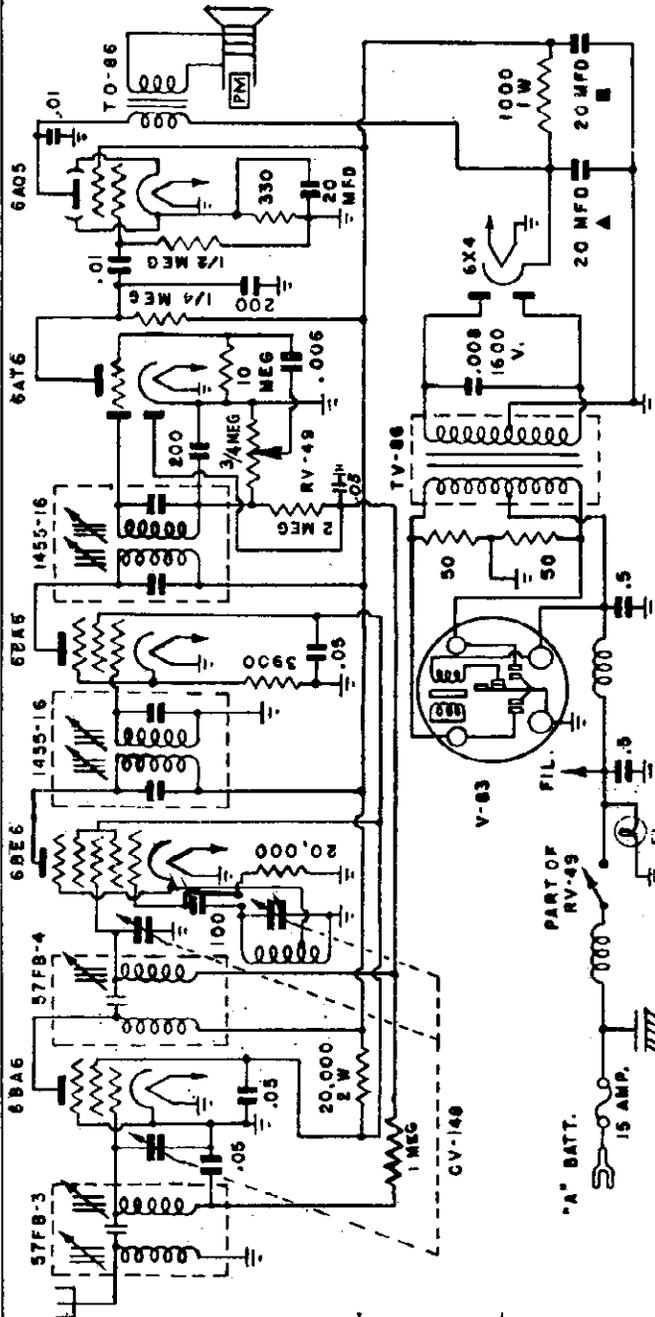 57FB-3
6BA6
57FB-4
6BE6
1455-16
6BA6
1455-16
6AT6
6AQ5
.01
TO-86
PM
.05
.05
20,000
2 W
1 MEG
CV-148
100
20,000
3900
.05
200
3/4 MEG
RV-49
2 MEG
.05
10
MEG
.006
1/4 MEG
200
.01
1/2 MEG
330
20
MFD
"A" BATT.
15 AMP.
PART OF
RV-49
FIL.
V-83
.5
.5
50
50
TV-86
.008
1600
V.
6X4
20 MFD
▲
1000
1 W
20 MFD
■